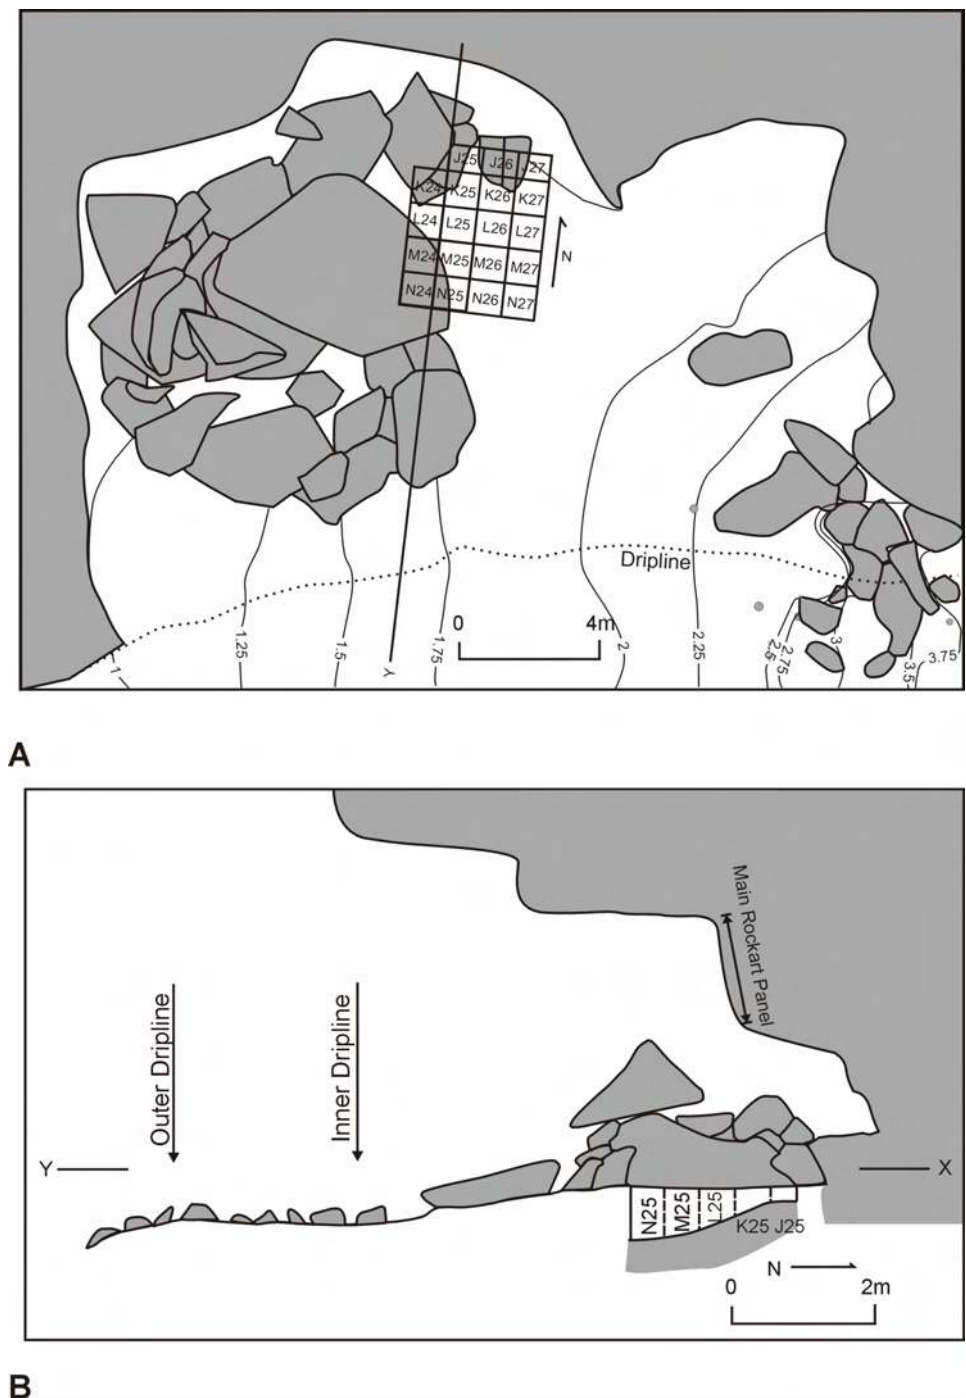 J25 J26 J27
K24 K25 K26 K27
L24 L25 L26 L27
M24 M25 M26 M27
N24 N25 N26 N27
N
Dripline
0 4m
Y
1
1.25
1.5
1.75
2
2.25
2.5
2.75
3
3.5
3.75
A
Main Rockart Panel
Outer Dripline
Inner Dripline
Y
X
N25 M25 L25 K25 J25
N
0 2m
B